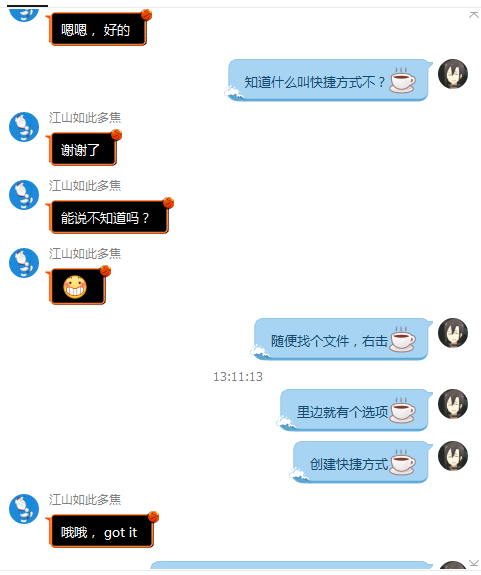 嗯嗯， 好的
知道什么叫快捷方式不？
江山如此多焦
谢谢了
江山如此多焦
能说不知道吗？
江山如此多焦
随便找个文件，右击
13:11:13
里边就有个选项
创建快捷方式
江山如此多焦
哦哦， got it